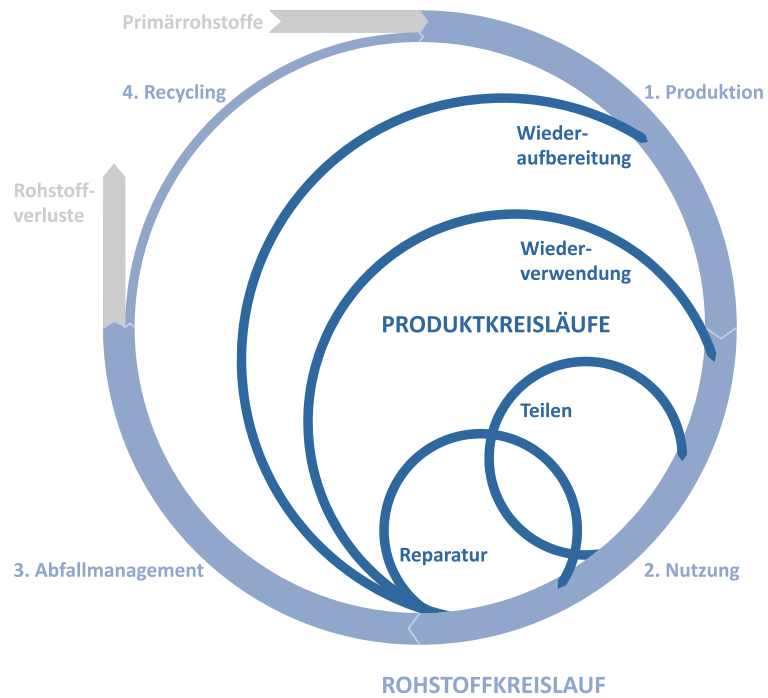 Primärrohstoffe
4. Recycling
1. Produktion
Wieder-
aufbereitung
Rohstoff-
verluste
Wieder-
verwendung
PRODUKTKREISLÄUFE
Teilen
Reparatur
3. Abfallmanagement
2. Nutzung
ROHSTOFFKREISLAUF